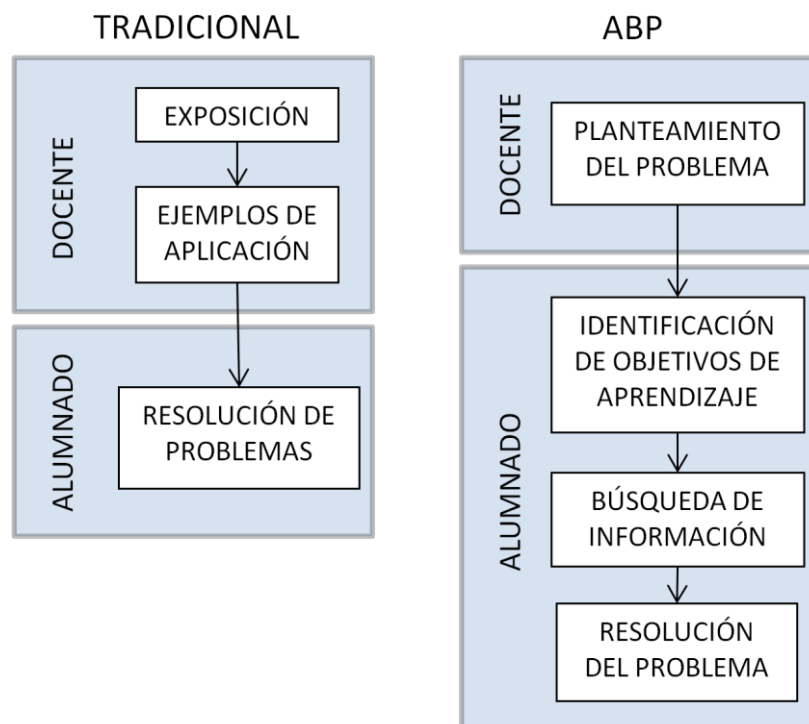 TRADICIONAL
DOCENTE
EXPOSICIÓN
EJEMPLOS DE
APLICACIÓN
ALUMNADO
RESOLUCIÓN DE
PROBLEMAS
ABP
DOCENTE
PLANTEAMIENTO
DEL PROBLEMA
ALUMNADO
IDENTIFICACIÓN
DE OBJETIVOS DE
APRENDIZAJE
BÚSQUEDA DE
INFORMACIÓN
RESOLUCIÓN
DEL PROBLEMA